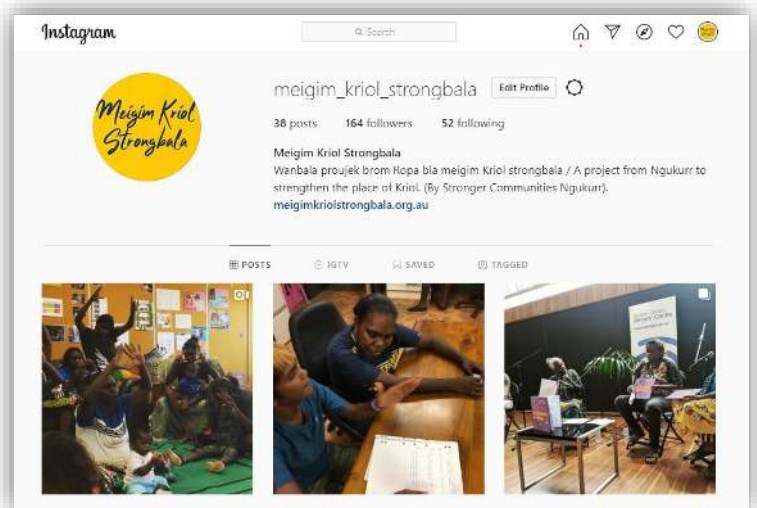 Instagram
Search
Meigim Kriol
Strongbala
meigim_kriol_strongbala Edit Profile
38 posts 164 followers 52 following
Meigim Kriol Strongbala
Wanbala proujek brom Ropa bla meigim Kriol strongbala / A project from Ngukurr to
strengthen the place of Kriol. (By Stronger Communities Ngukurr).
meigimkriolstrongbala.org.au
POSTS IGTV SAVED TAGGED